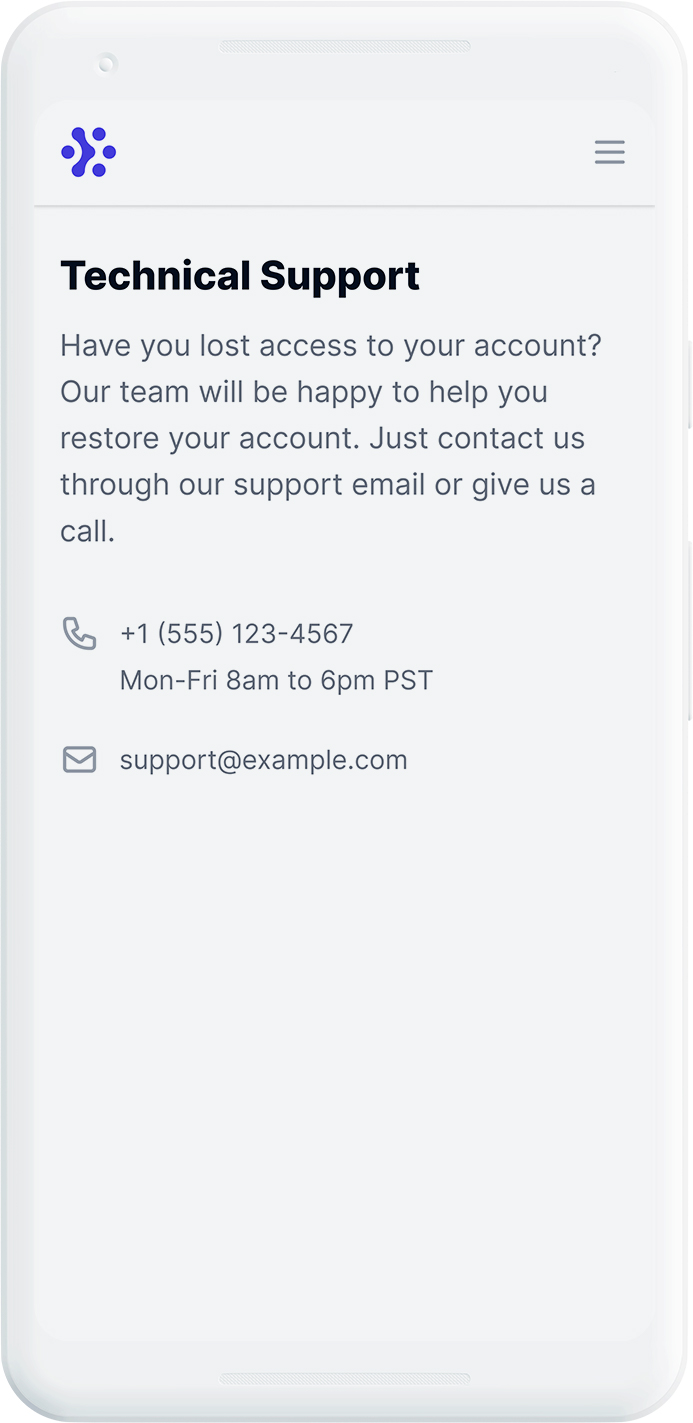 Technical Support
Have you lost access to your account?
Our team will be happy to help you
restore your account. Just contact us
through our support email or give us a
call.
+1 (555) 123-4567
Mon-Fri 8am to 6pm PST
support@example.com